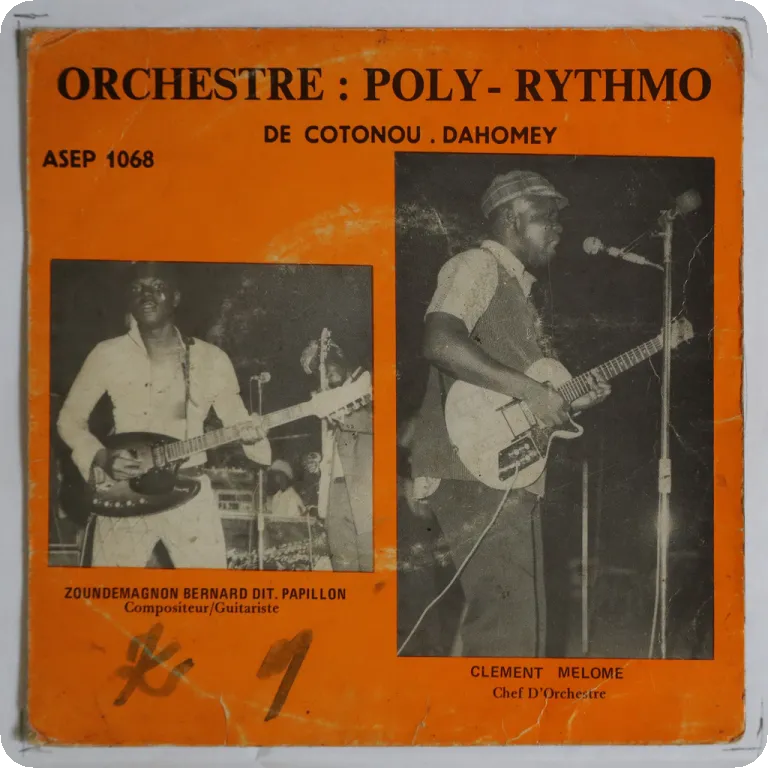 ORCHESTRE : POLY - RYTHMO
DE COTONOU . DAHOMEY
ASEP 1068
ZOUNDEMAGNON BERNARD DIT. PAPILLON
Compositeur/Guitariste
CLEMENT MELOME
Chef D'Orchestre